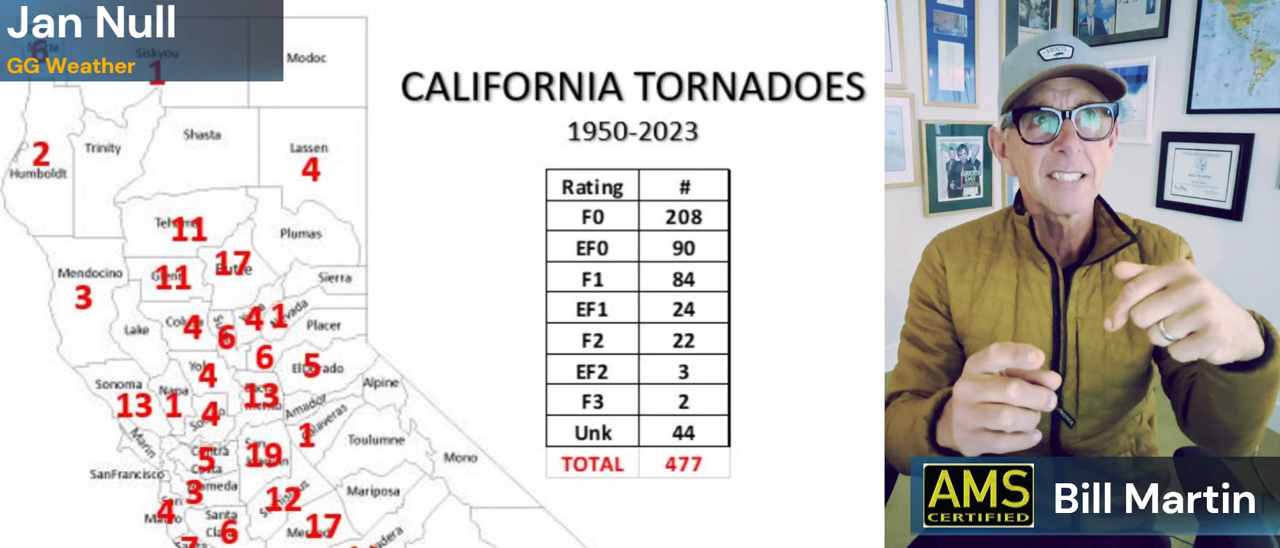 Jan Null
GG Weather
Siskyou
1
Modoc
CALIFORNIA TORNADOES
1950-2023
Rating #
F0 208
EF0 90
F1 84
EF1 24
F2 22
EF2 3
F3 2
Unk 44
TOTAL 477
2
Humboldt
Trinity
Shasta
Lassen
4
11
Plumas
Mendocino
3
11
17
Sierra
Lake
4
6
4
1
Nevada
Placer
6
5
Sonoma
13
Napa
1
4
4
13
Amador
Alpine
Calaveras
1
Marin
5
19
Toulumne
Mono
SanFrancisco
3
4
12
Mariposa
Santa
6
17
AMS
CERTIFIED
Bill Martin